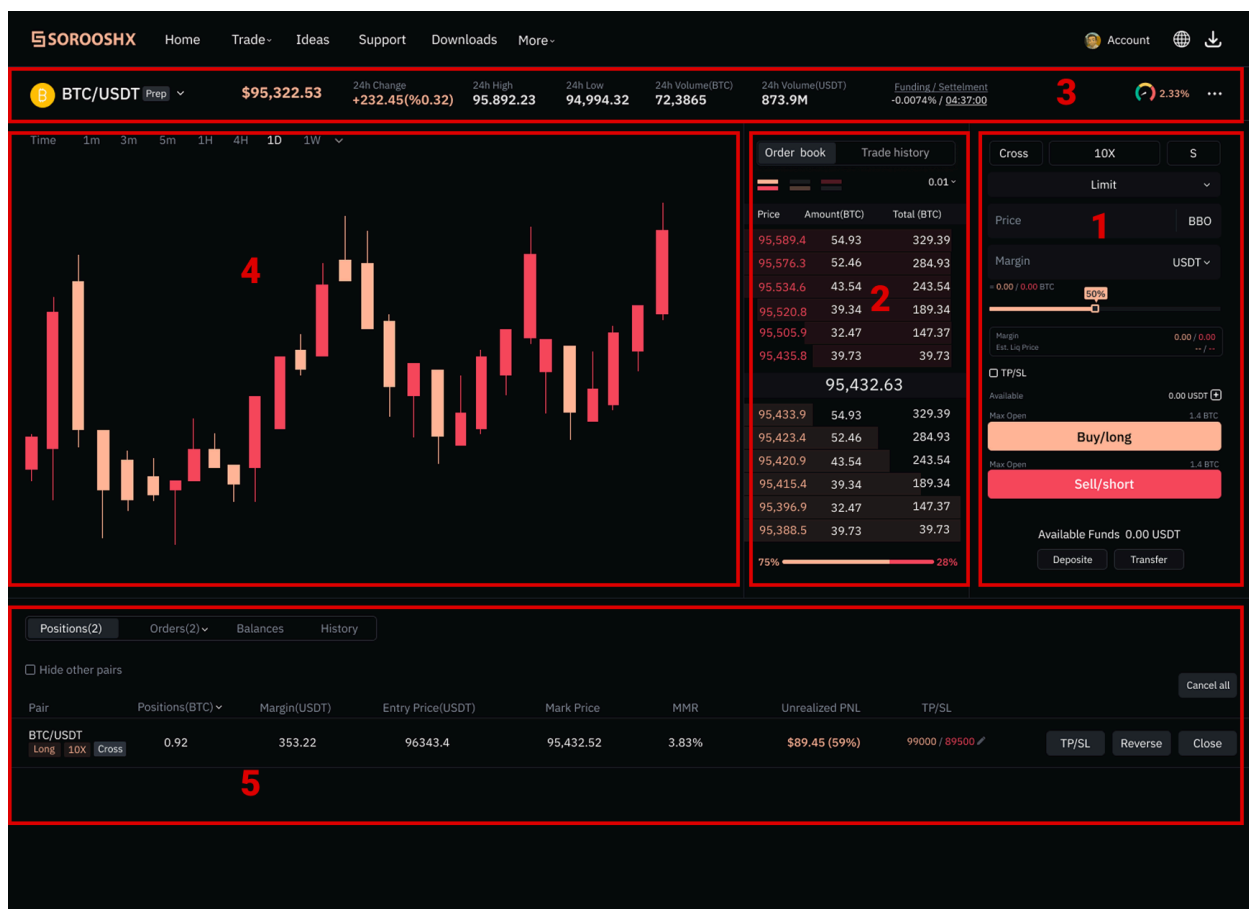 SOROOSHX Home Trade Ideas Support Downloads More Account
BTC/USDT Prep $95,322.53 24h Change 24h High 24h Low 24h Volume(BTC) 24h Volume(USDT) Funding / Settelment 3 2.33% ...
+232.45(%0.32) 95.892.23 94,994.32 72,3865 873.9M -0.0074% / 04:37:00
Time 1m 3m 5m 1H 4H 1D 1W
4
Order book Trade history
0.01
Price Amount(BTC) Total (BTC)
95,589.4 54.93 329.39
95,576.3 52.46 284.93
95,534.6 43.54 243.54
2
95,520.8 39.34 189.34
95,505.9 32.47 147.37
95,435.8 39.73 39.73
95,432.63
95,433.9 54.93 329.39
95,423.4 52.46 284.93
95,420.9 43.54 243.54
95,415.4 39.34 189.34
95,396.9 32.47 147.37
95,388.5 39.73 39.73
75% 28%
Cross 10X S
Limit
Price 1 BBO
Margin USDT
= 0.00 / 0.00 BTC
50%
Margin 0.00 / 0.00
Est. Liq Price -- / --
TP/SL
Available 0.00 USDT
Max Open 1.4 BTC
Buy/long
Max Open 1.4 BTC
Sell/short
Available Funds 0.00 USDT
Deposite Transfer
Positions(2) Orders(2) Balances History
Hide other pairs
Cancel all
Pair Positions(BTC) Margin(USDT) Entry Price(USDT) Mark Price MMR Unrealized PNL TP/SL
BTC/USDT
Long 10X Cross 0.92 353.22 96343.4 95,432.52 3.83% $89.45 (59%) 99000 / 89500 TP/SL Reverse Close
5